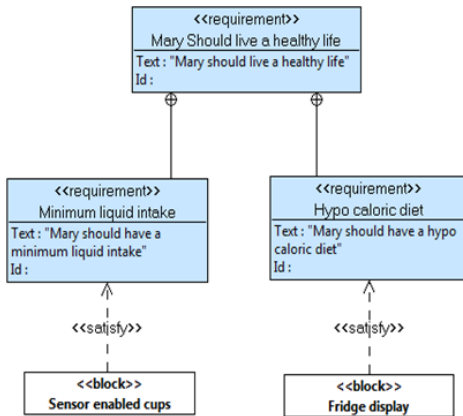 <<requirement>>
Mary Should live a healthy life
Text : "Mary should live a healthy life"
Id :
<<requirement>>
Minimum liquid intake
Text : "Mary should have a
minimum liquid intake"
Id :
<<requirement>>
Hypo caloric diet
Text : "Mary should have a hypo
caloric diet"
Id :
<<satisfy>>
<<satisfy>>
<<block>>
Sensor enabled cups
<<block>>
Fridge display